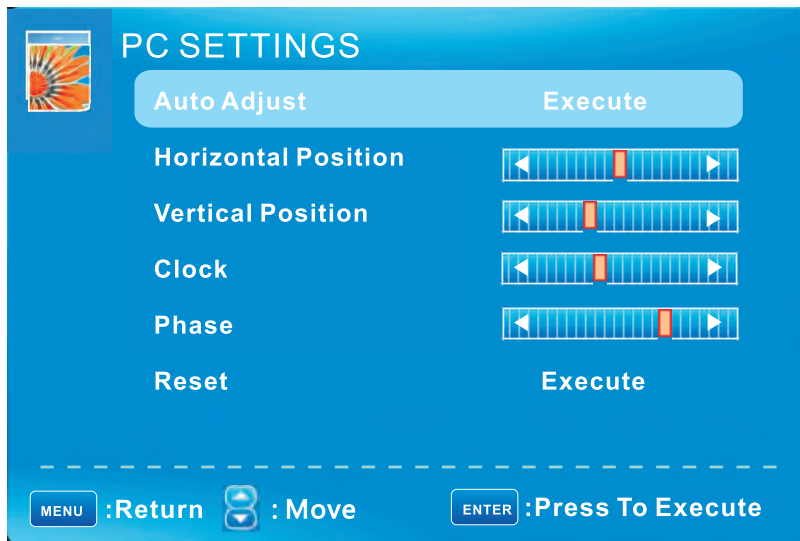 PC SETTINGS
Auto Adjust Execute
Horizontal Position
Vertical Position
Clock
Phase
Reset Execute
MENU :Return : Move ENTER :Press To Execute